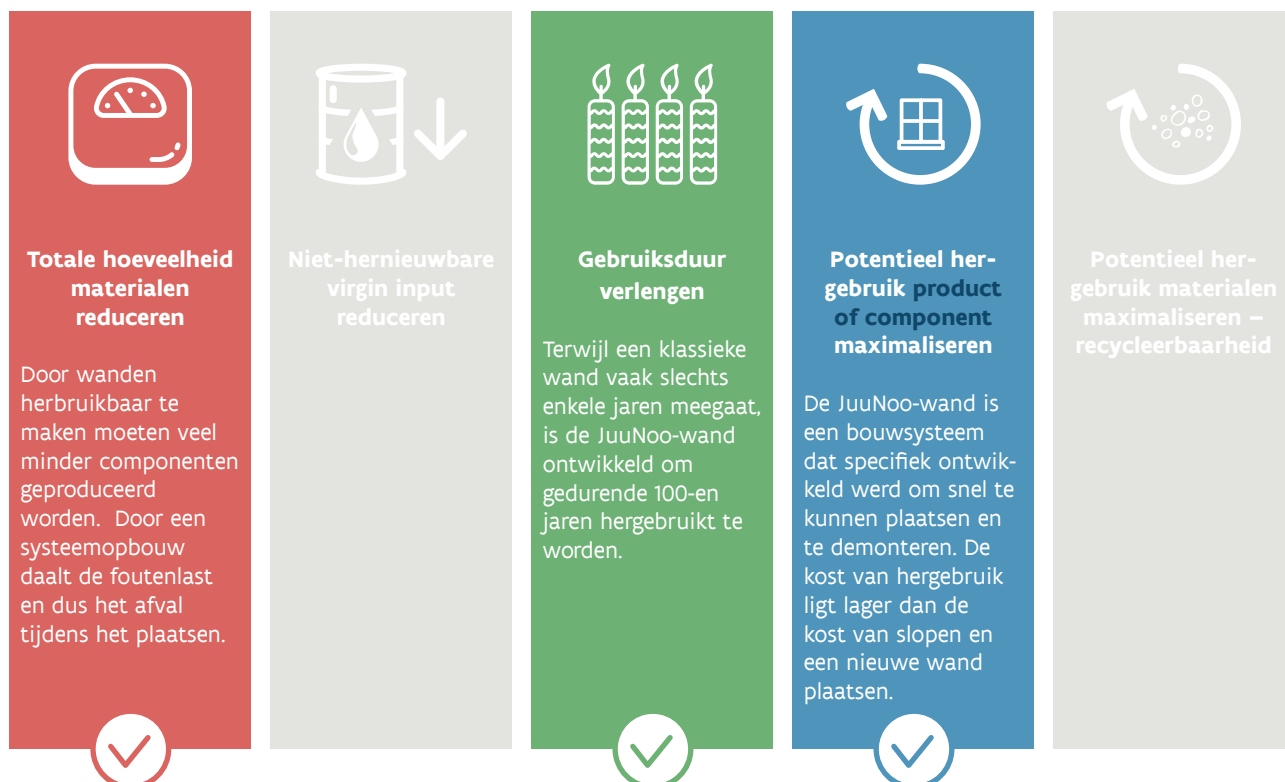 Totale hoeveelheid
materialen
reduceren
Door wanden
herbruikbaar te
maken moeten veel
minder componenten
geproduceerd
worden.  Door een
systeemopbouw
daalt de foutenlast
en dus het afval
tijdens het plaatsen.
Niet-hernieuwbare
virgin input
reduceren
Gebruiksduur
verlengen
Terwijl een klassieke
wand vaak slechts
enkele jaren meegaat,
is de JuuNoo-wand
ontwikkeld om
gedurende 100-en
jaren hergebruikt te
worden.
Potentieel her-
gebruik product
of component
maximaliseren
De JuuNoo-wand is
een bouwsysteem
dat specifiek ontwik-
keld werd om snel te
kunnen plaatsen en
te demonteren. De
kost van hergebruik
ligt lager dan de
kost van slopen en
een nieuwe wand
plaatsen.
Potentieel her-
gebruik materialen
maximaliseren –
recycleerbaarheid